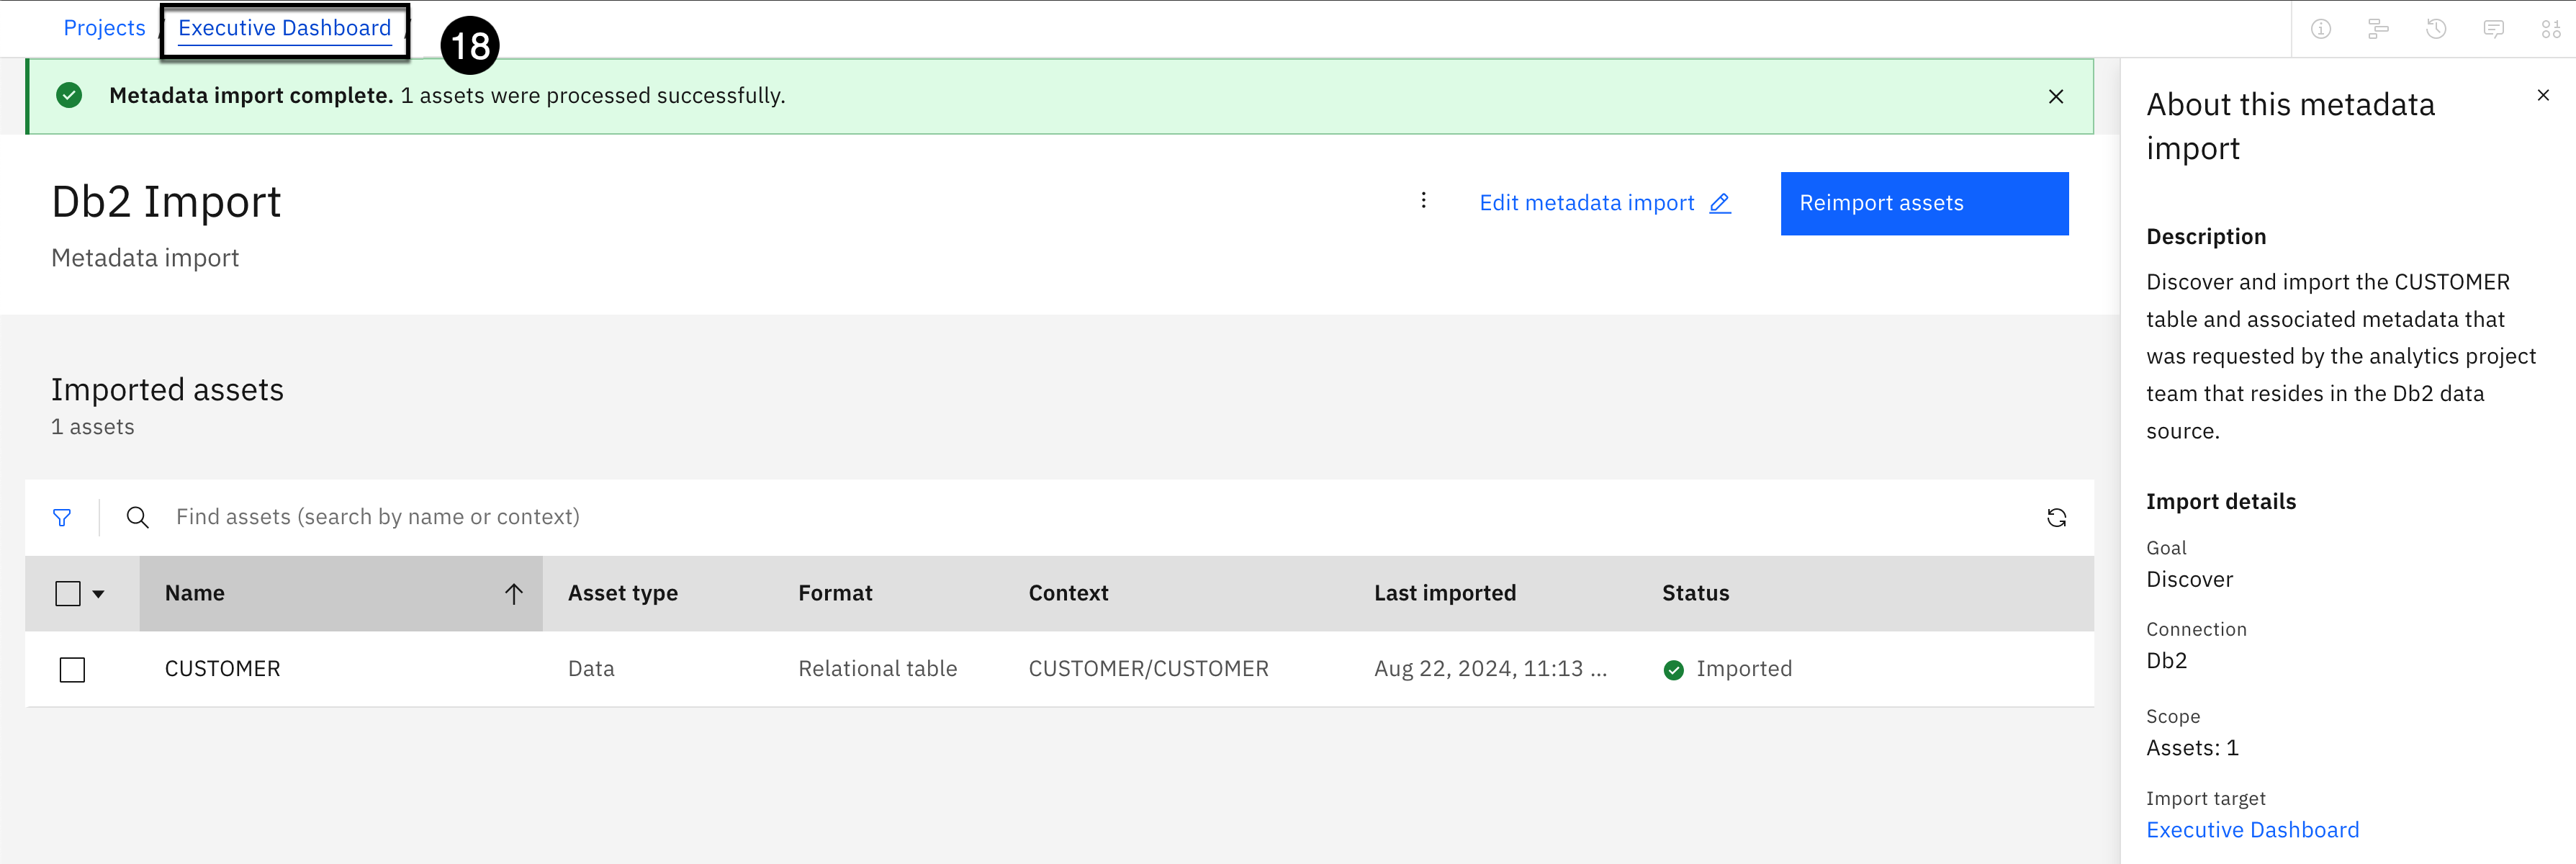 Projects / Executive Dashboard /
18
Metadata import complete. 1 assets were processed successfully.
Db2 Import
Metadata import
Edit metadata import
Reimport assets
Imported assets
1 assets
Find assets (search by name or context)
Name
Asset type
Format
Context
Last imported
Status
CUSTOMER
Data
Relational table
CUSTOMER/CUSTOMER
Aug 22, 2024, 11:13 ...
Imported
About this metadata
import
Description
Discover and import the CUSTOMER
table and associated metadata that
was requested by the analytics project
team that resides in the Db2 data
source.
Import details
Goal
Discover
Connection
Db2
Scope
Assets: 1
Import target
Executive Dashboard